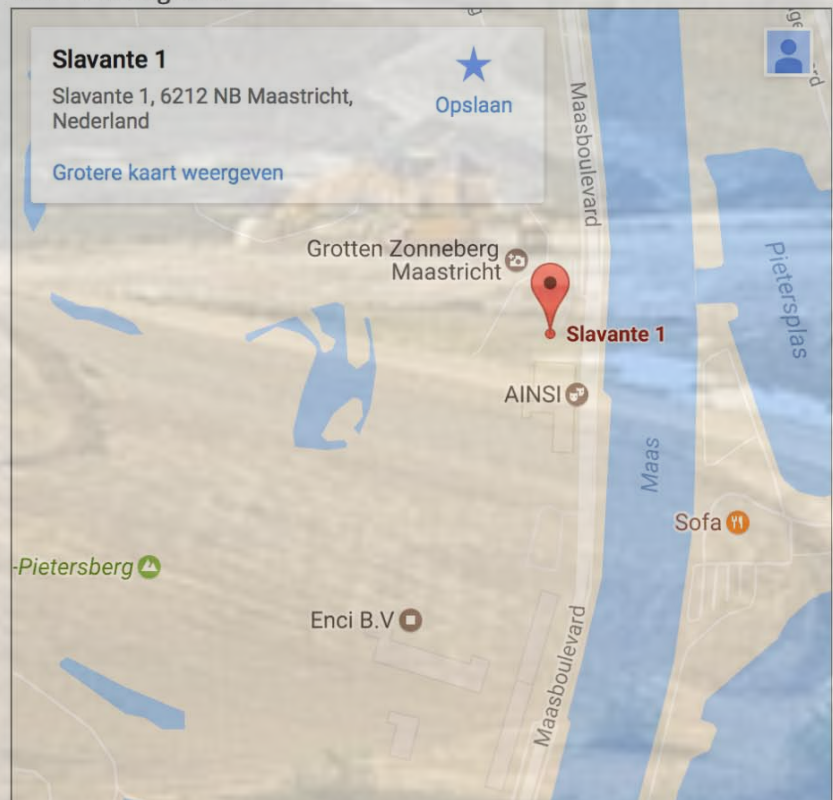 Slavante 1
Slavante 1, 6212 NB Maastricht,
Nederland
Opslaan
Grotere kaart weergeven
Maasboulevard
Grotten Zonneberg
Maastricht
Pietersplas
Slavante 1
AINSI
Maas
Sofa
-Pietersberg
Enci B.V
Maasboulevard